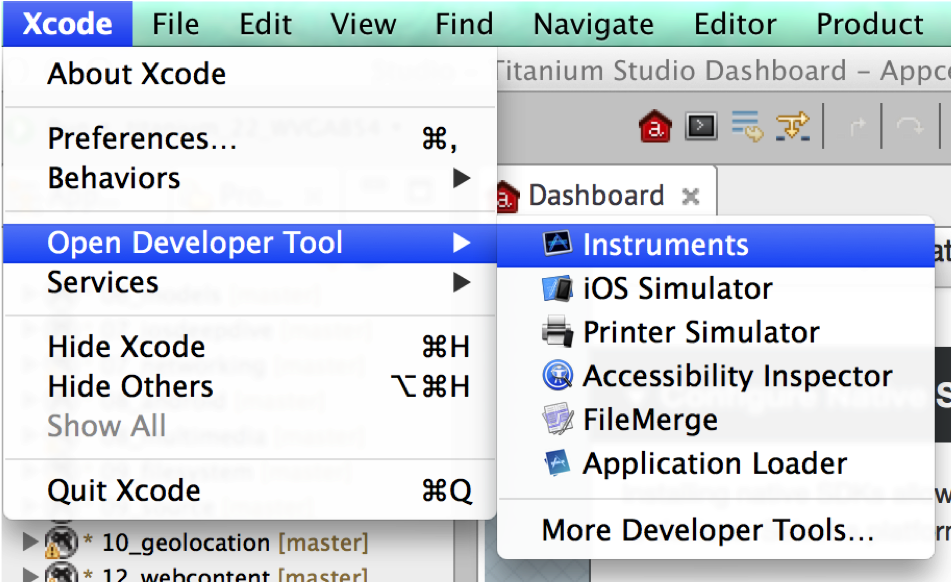 Xcode File Edit View Find Navigate Editor Product
Titanium Studio Dashboard – Appc
About Xcode
Preferences... ⌘,
Behaviors ▶
Dashboard
Open Developer Tool ▶
Services ▶
Hide Xcode ⌘H
Hide Others ⌥⌘H
Show All
Quit Xcode ⌘Q
Instruments
iOS Simulator
Printer Simulator
Accessibility Inspector
FileMerge
Application Loader
More Developer Tools...
* 10_geolocation [master]
* 12_webcontent [master]